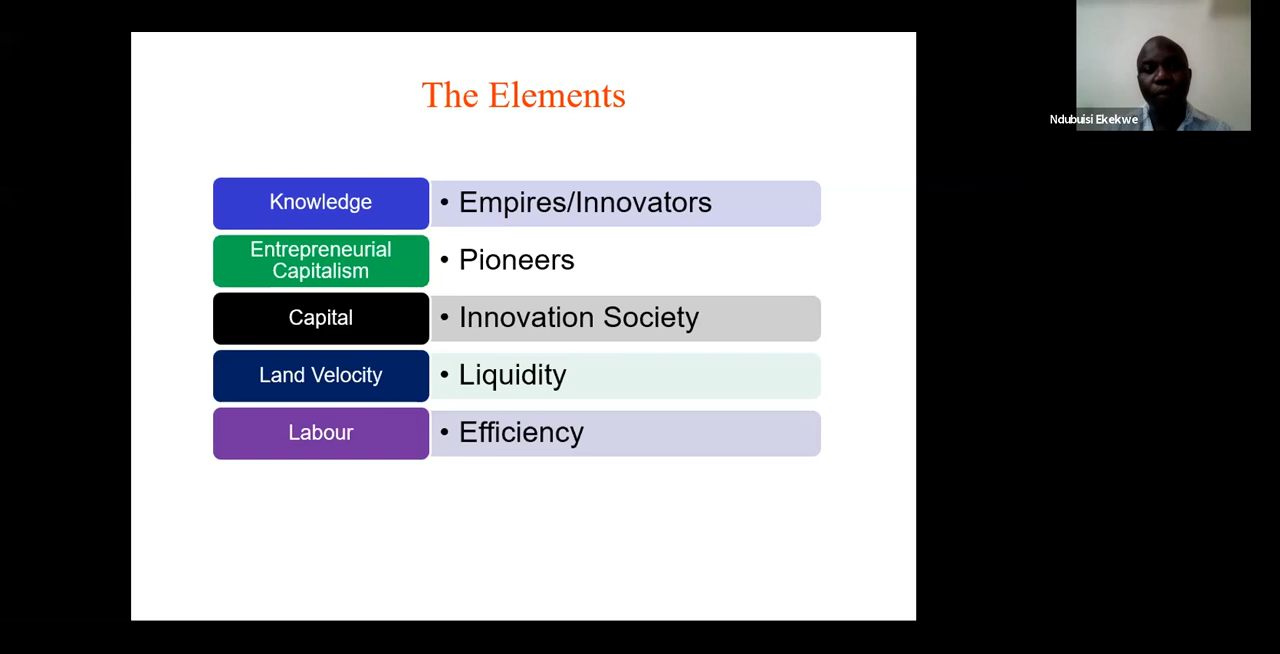 The Elements
Knowledge
• Empires/Innovators
Entrepreneurial
Capitalism
• Pioneers
Capital
• Innovation Society
Land Velocity
• Liquidity
Labour
• Efficiency
Ndubuisi Ekekwe